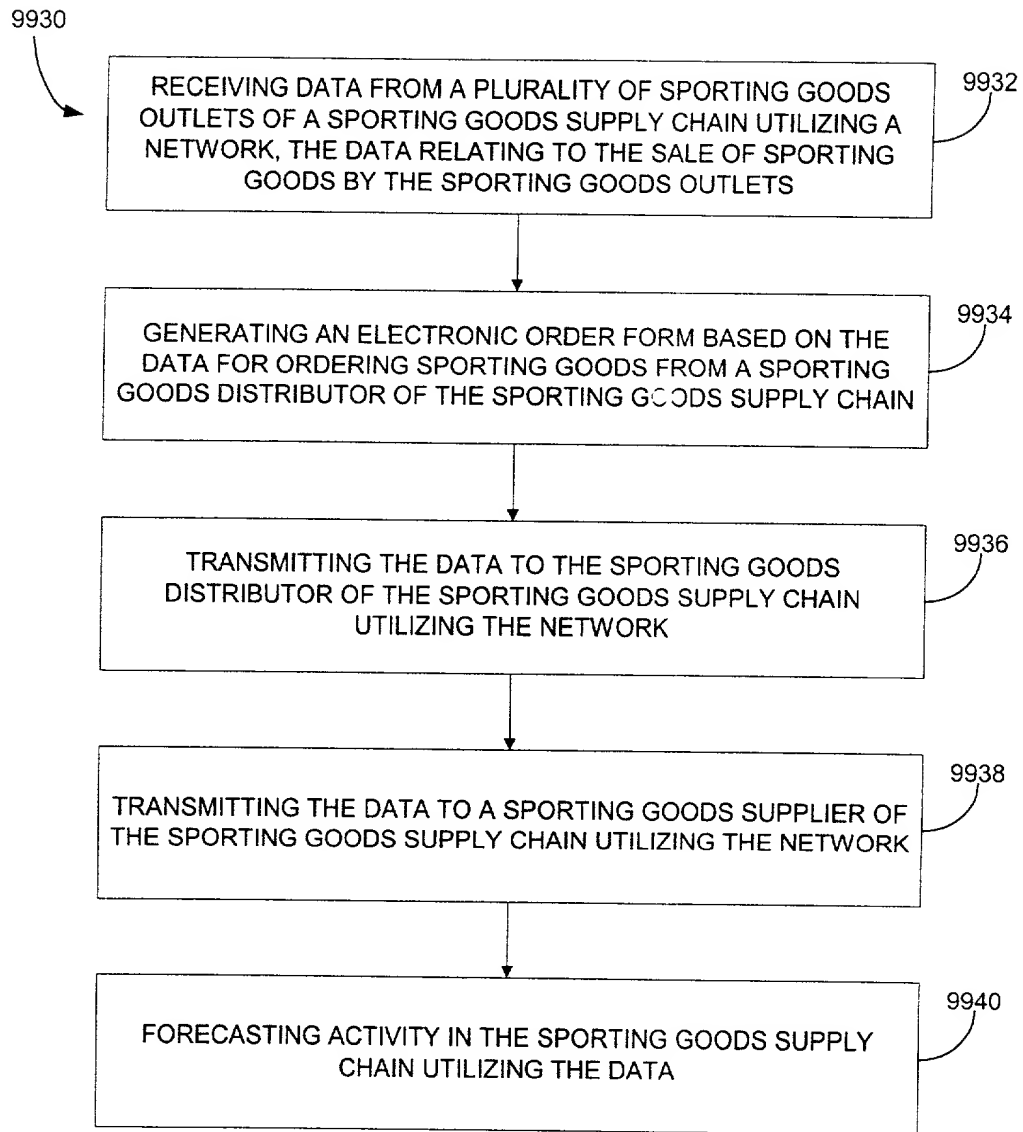 9930
RECEIVING DATA FROM A PLURALITY OF SPORTING GOODS
OUTLETS OF A SPORTING GOODS SUPPLY CHAIN UTILIZING A
NETWORK, THE DATA RELATING TO THE SALE OF SPORTING
GOODS BY THE SPORTING GOODS OUTLETS
9932
GENERATING AN ELECTRONIC ORDER FORM BASED ON THE
DATA FOR ORDERING SPORTING GOODS FROM A SPORTING
GOODS DISTRIBUTOR OF THE SPORTING GOODS SUPPLY CHAIN
9934
TRANSMITTING THE DATA TO THE SPORTING GOODS
DISTRIBUTOR OF THE SPORTING GOODS SUPPLY CHAIN
UTILIZING THE NETWORK
9936
TRANSMITTING THE DATA TO A SPORTING GOODS SUPPLIER OF
THE SPORTING GOODS SUPPLY CHAIN UTILIZING THE NETWORK
9938
FORECASTING ACTIVITY IN THE SPORTING GOODS SUPPLY
CHAIN UTILIZING THE DATA
9940